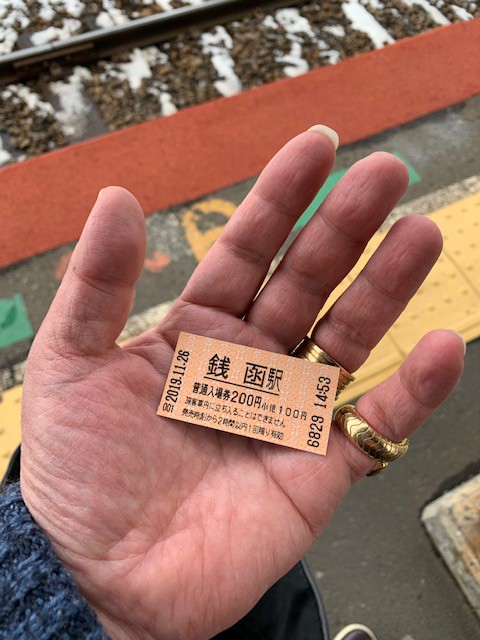 2019.11.26
001
銭函駅
普通入場券200円小児100円
旅客車内に立ち入ることはできません
発売時刻から2時間以内1回限り有効
6829 14-53